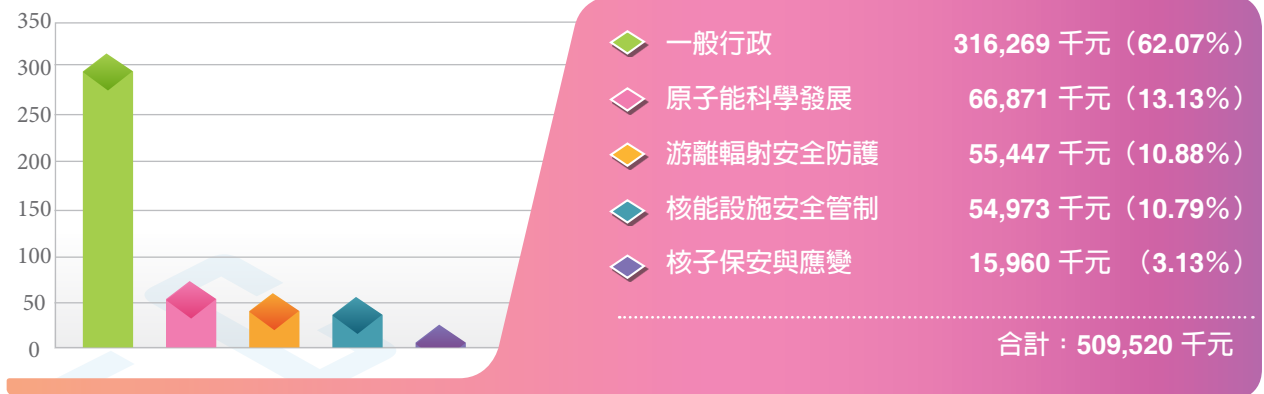 350
300
250
200
150
100
50
0
一般行政 316,269 千元（62.07%）
原子能科學發展 66,871 千元（13.13%）
游離輻射安全防護 55,447 千元（10.88%）
核能設施安全管制 54,973 千元（10.79%）
核子保安與應變 15,960 千元（3.13%）
合計：509,520 千元